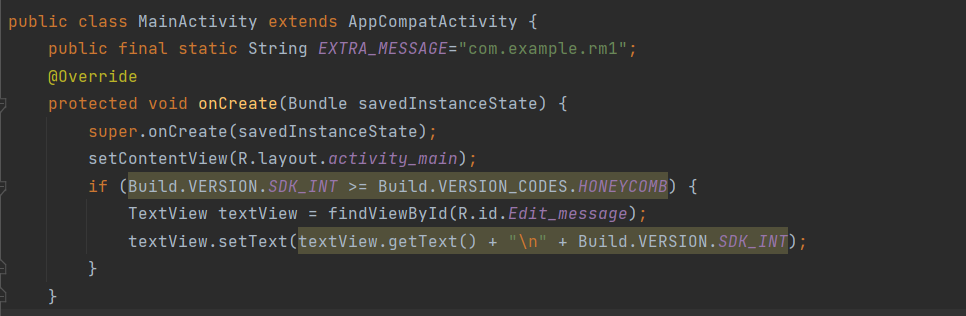 public class MainActivity extends AppCompatActivity {
    public final static String EXTRA_MESSAGE="com.example.rm1";
    @Override
    protected void onCreate(Bundle savedInstanceState) {
        super.onCreate(savedInstanceState);
        setContentView(R.layout.activity_main);
        if (Build.VERSION.SDK_INT >= Build.VERSION_CODES.HONEYCOMB) {
            TextView textView = findViewById(R.id.Edit_message);
            textView.setText(textView.getText() + "\n" + Build.VERSION.SDK_INT);
        }
    }